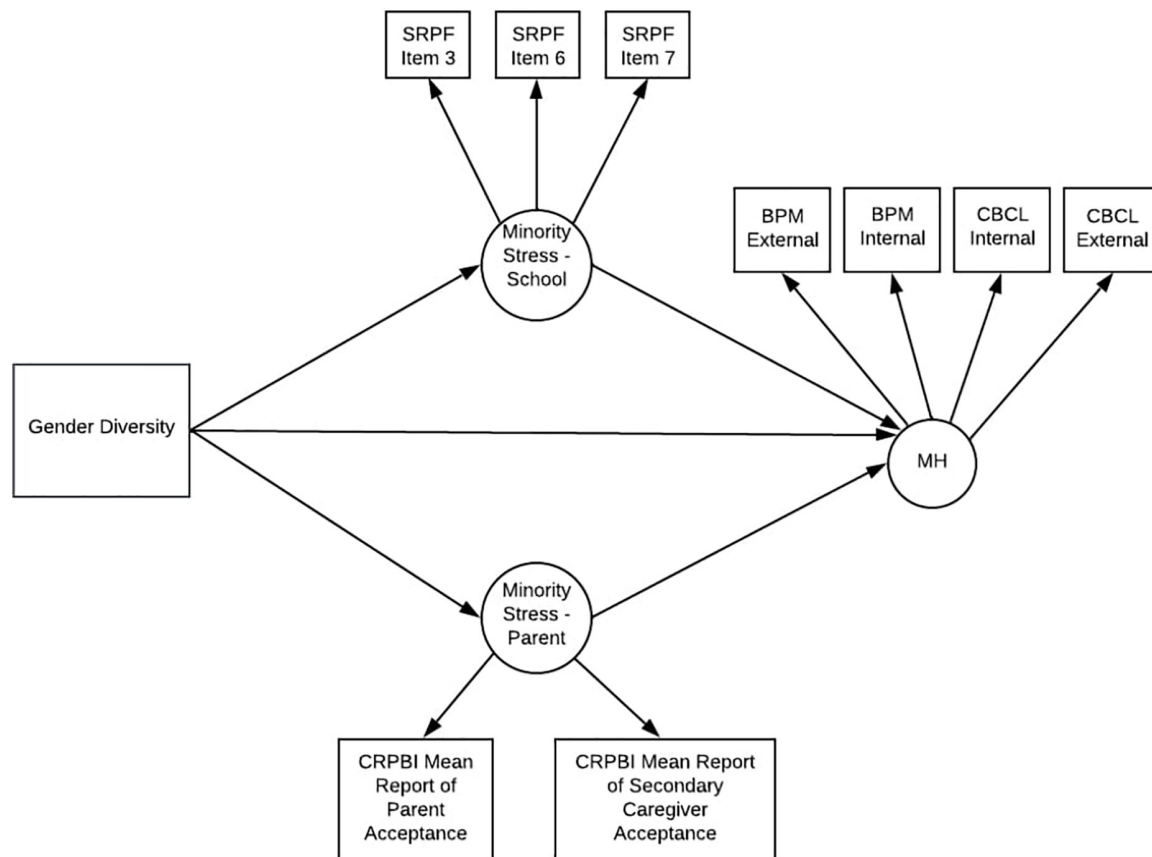 SRPF
Item 3
SRPF
Item 6
SRPF
Item 7
BPM
External
BPM
Internal
CBCL
Internal
CBCL
External
Minority
Stress -
School
Gender Diversity
MH
Minority
Stress -
Parent
CRPBI Mean
Report of
Parent
Acceptance
CRPBI Mean Report
of Secondary
Caregiver
Acceptance